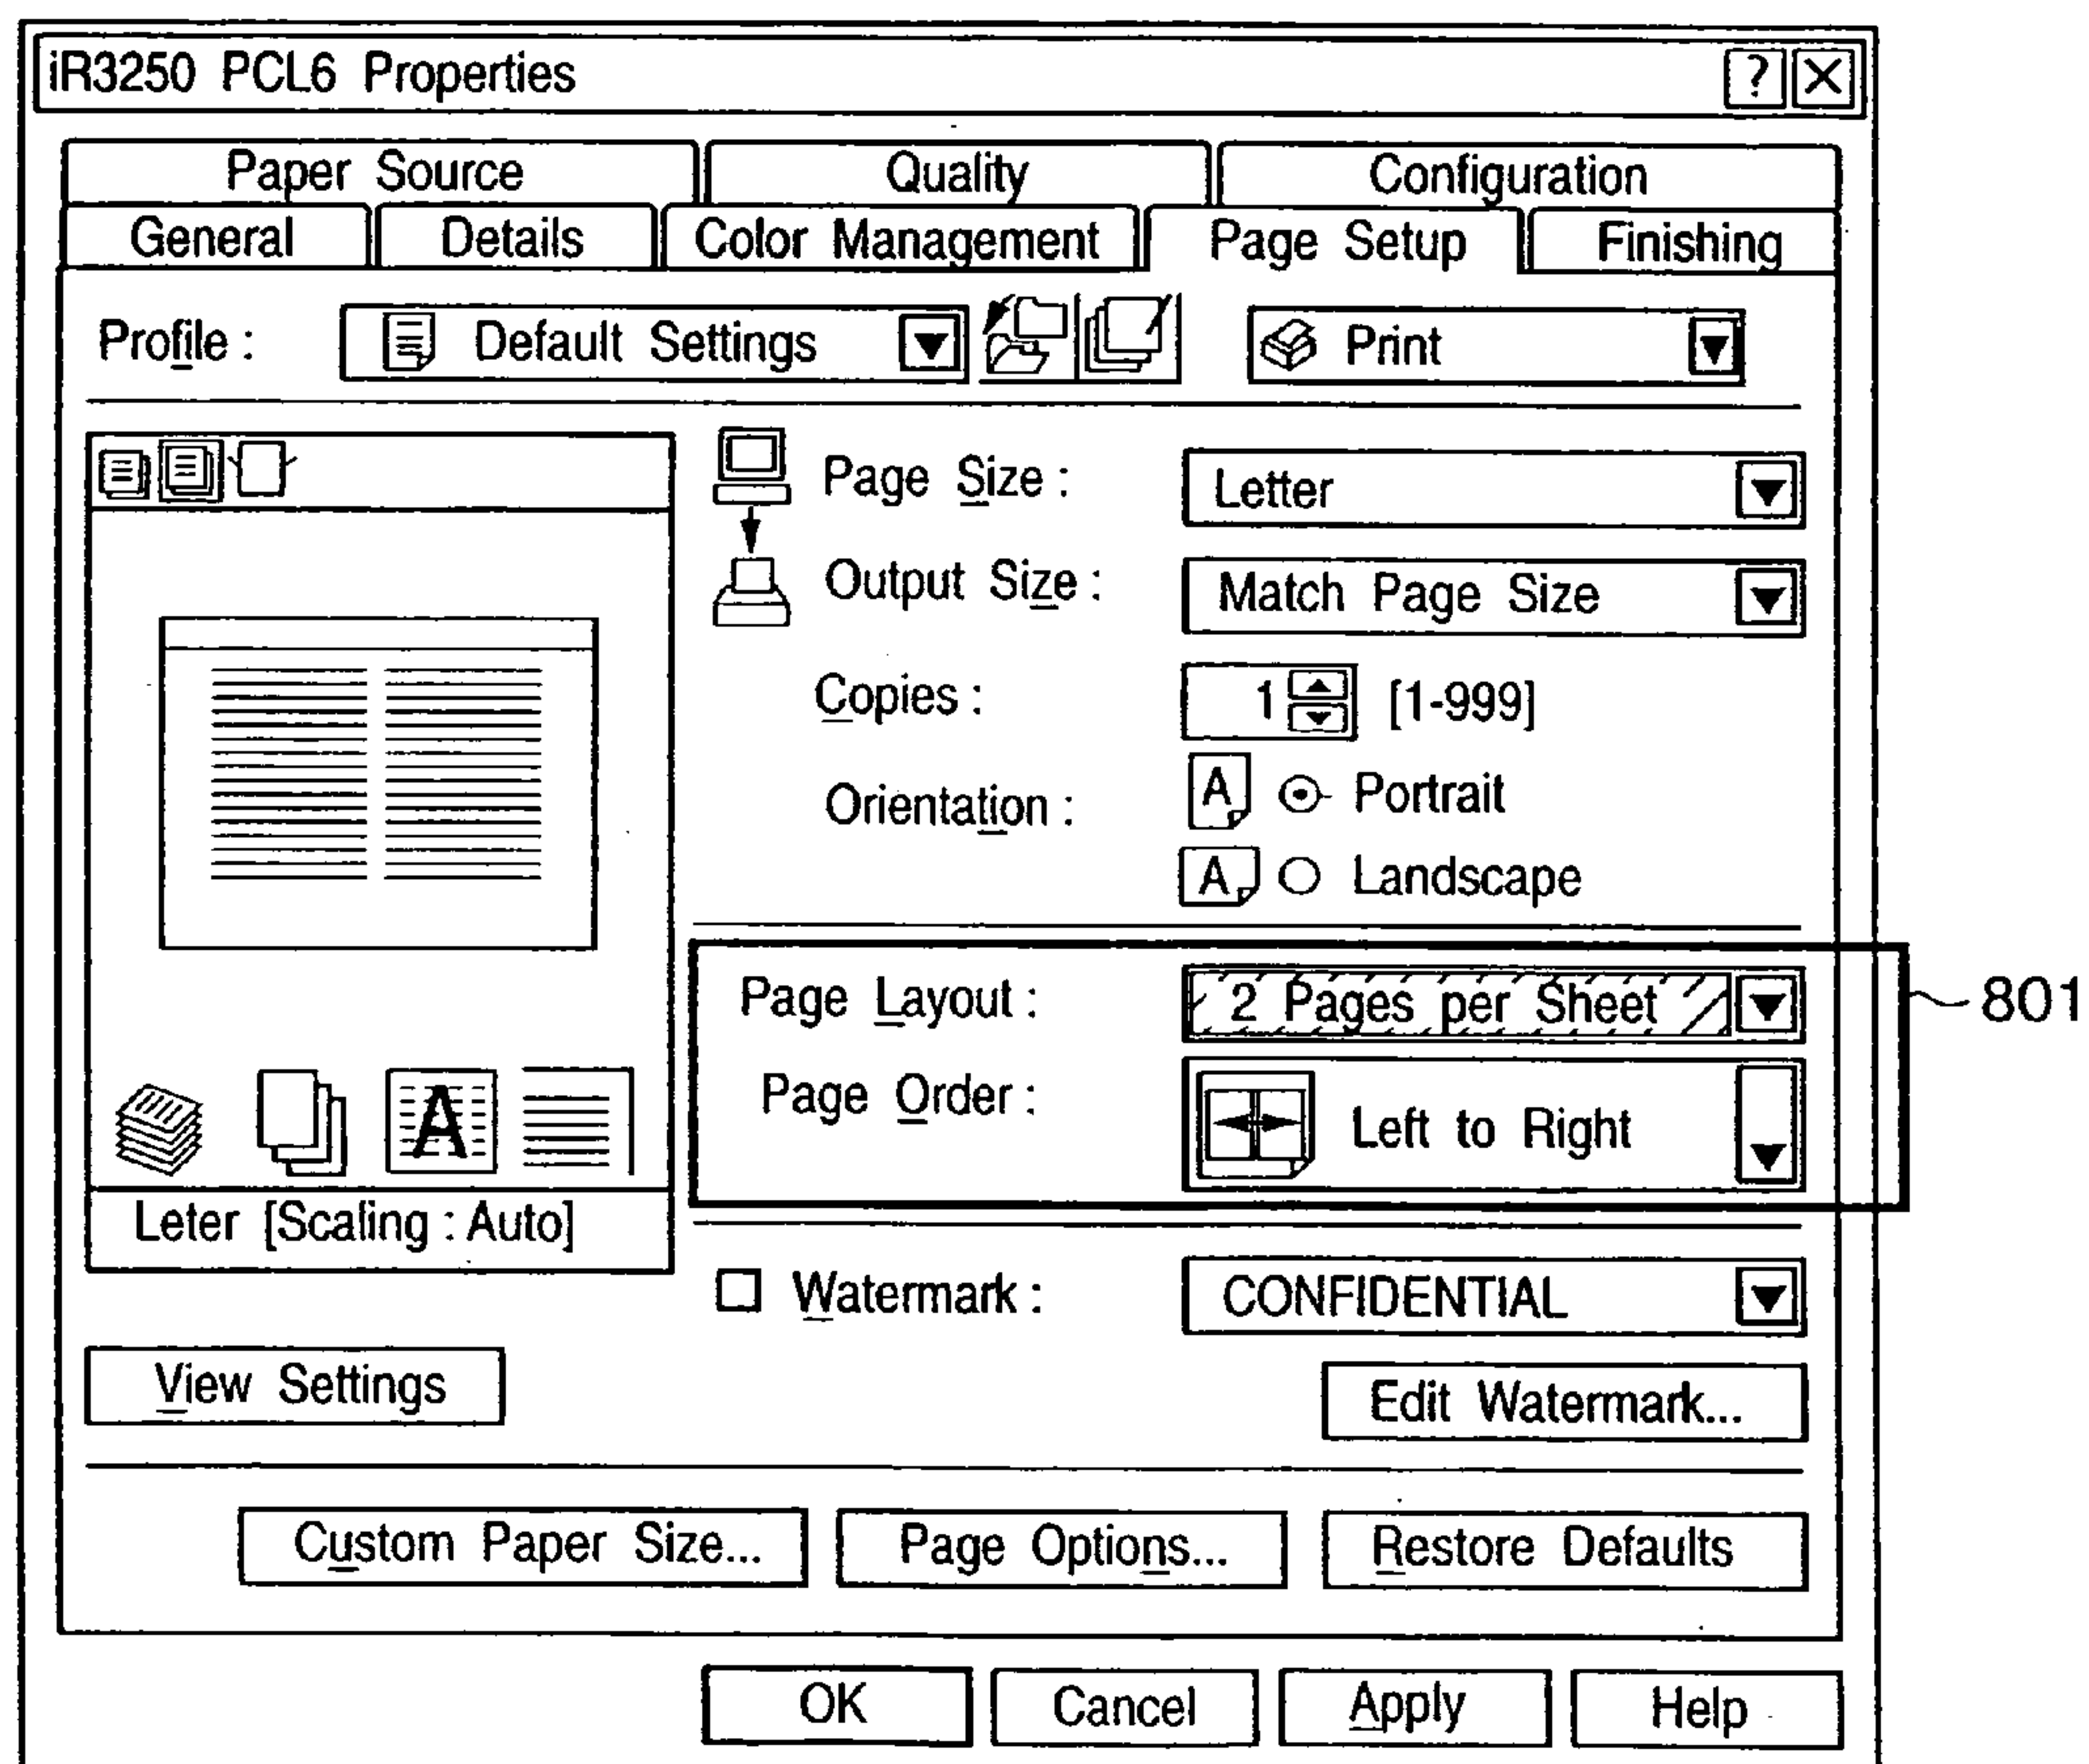 iR3250 PCL6 Properties ? X
Paper Source Quality Configuration
General Details Color Management Page Setup Finishing
Profile : Default Settings Print
Page Size : Letter
Output Size : Match Page Size
Copies : 1 [1-999]
Orientation : A Portrait
A Landscape
Page Layout : 2 Pages per Sheet 801
Page Order : Left to Right
A
Leter [Scaling : Auto]
Watermark : CONFIDENTIAL
View Settings Edit Watermark...
Custom Paper Size... Page Options... Restore Defaults
OK Cancel Apply Help